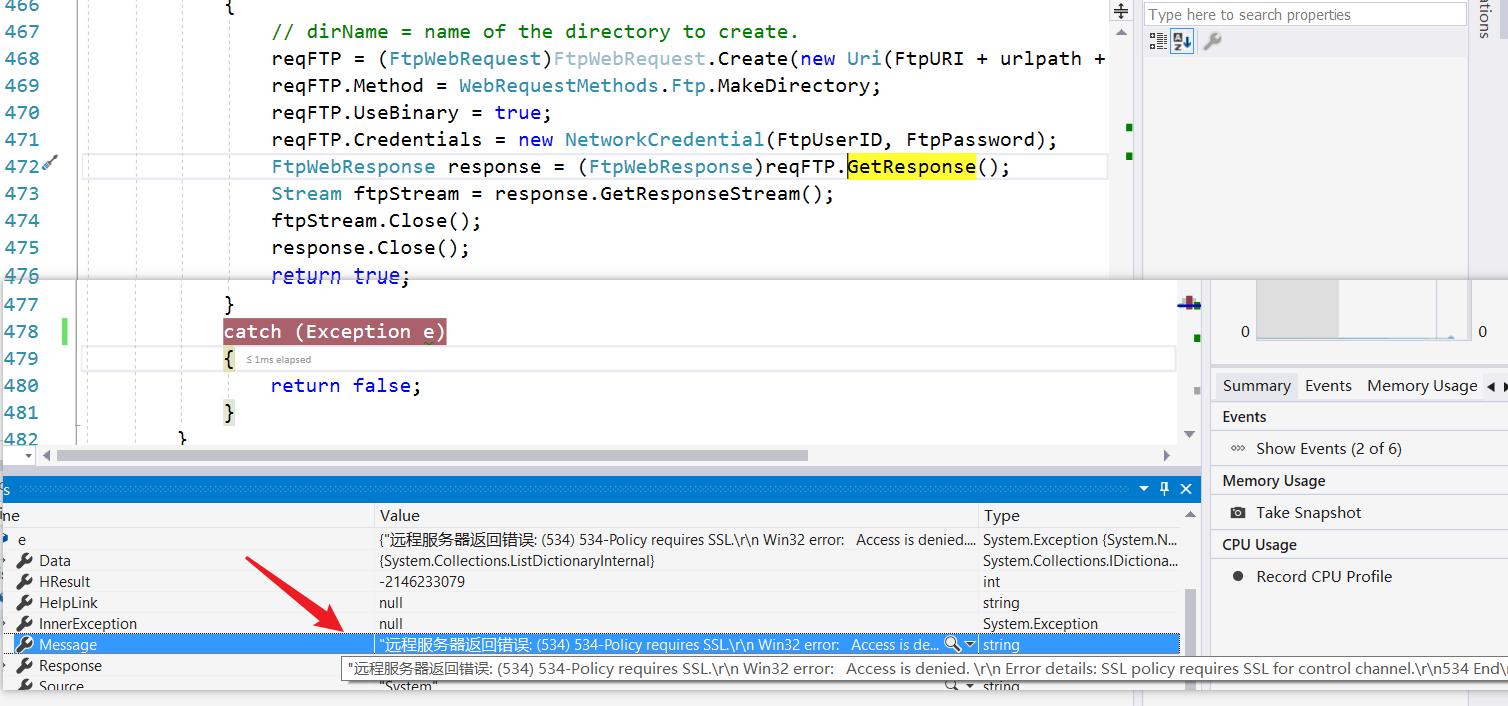 466 {
Type here to search properties
467 // dirName = name of the directory to create.
468 reqFTP = (FtpWebRequest)FtpWebRequest.Create(new Uri(FtpURI + urlpath +
469 reqFTP.Method = WebRequestMethods.Ftp.MakeDirectory;
470 reqFTP.UseBinary = true;
471 reqFTP.Credentials = new NetworkCredential(FtpUserID, FtpPassword);
472 FtpWebResponse response = (FtpWebResponse)reqFTP.GetResponse();
473 Stream ftpStream = response.GetResponseStream();
474 ftpStream.Close();
475 response.Close();
476 return true;
477 }
478 catch (Exception e)
479 { ≤ 1ms elapsed
480 return false;
481 }
482 }
0 0
Summary Events Memory Usage
Events
Show Events (2 of 6)
Memory Usage
Take Snapshot
CPU Usage
Record CPU Profile
Value Type
e {"远程服务器返回错误: (534) 534-Policy requires SSL.\r\n Win32 error: Access is denied.... System.Exception {System.N...
Data {System.Collections.ListDictionaryInternal} System.Collections.IDictiona...
HResult -2146233079 int
HelpLink null string
InnerException null System.Exception
Message "远程服务器返回错误: (534) 534-Policy requires SSL.\r\n Win32 error: Access is de... string
Response
"远程服务器返回错误: (534) 534-Policy requires SSL.\r\n Win32 error: Access is denied. \r\n Error details: SSL policy requires SSL for control channel.\r\n534 End\r
Source "System" string